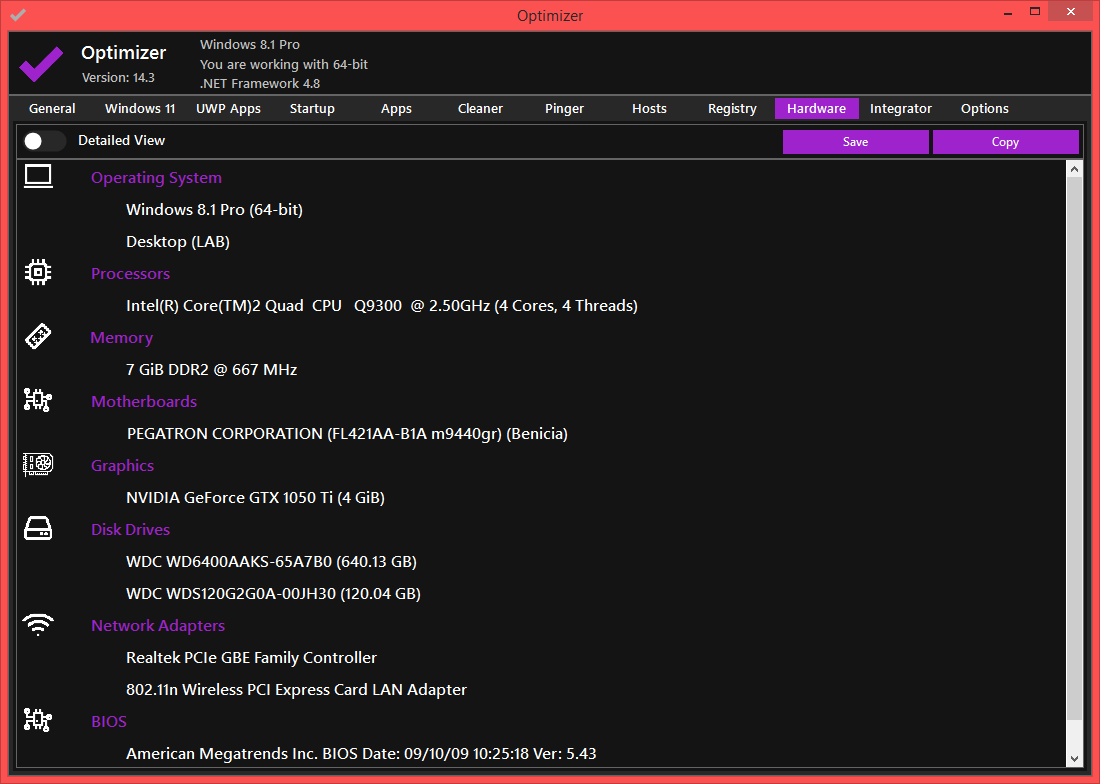 Optimizer
Optimizer
Version: 14.3
Windows 8.1 Pro
You are working with 64-bit
.NET Framework 4.8
General Windows 11 UWP Apps Startup Apps Cleaner Pinger Hosts Registry Hardware Integrator Options
Detailed View Save Copy
Operating System
Windows 8.1 Pro (64-bit)
Desktop (LAB)
Processors
Intel(R) Core(TM)2 Quad  CPU   Q9300  @ 2.50GHz (4 Cores, 4 Threads)
Memory
7 GiB DDR2 @ 667 MHz
Motherboards
PEGATRON CORPORATION (FL421AA-B1A m9440gr) (Benicia)
Graphics
NVIDIA GeForce GTX 1050 Ti (4 GiB)
Disk Drives
WDC WD6400AAKS-65A7B0 (640.13 GB)
WDC WDS120G2G0A-00JH30 (120.04 GB)
Network Adapters
Realtek PCIe GBE Family Controller
802.11n Wireless PCI Express Card LAN Adapter
BIOS
American Megatrends Inc. BIOS Date: 09/10/09 10:25:18 Ver: 5.43